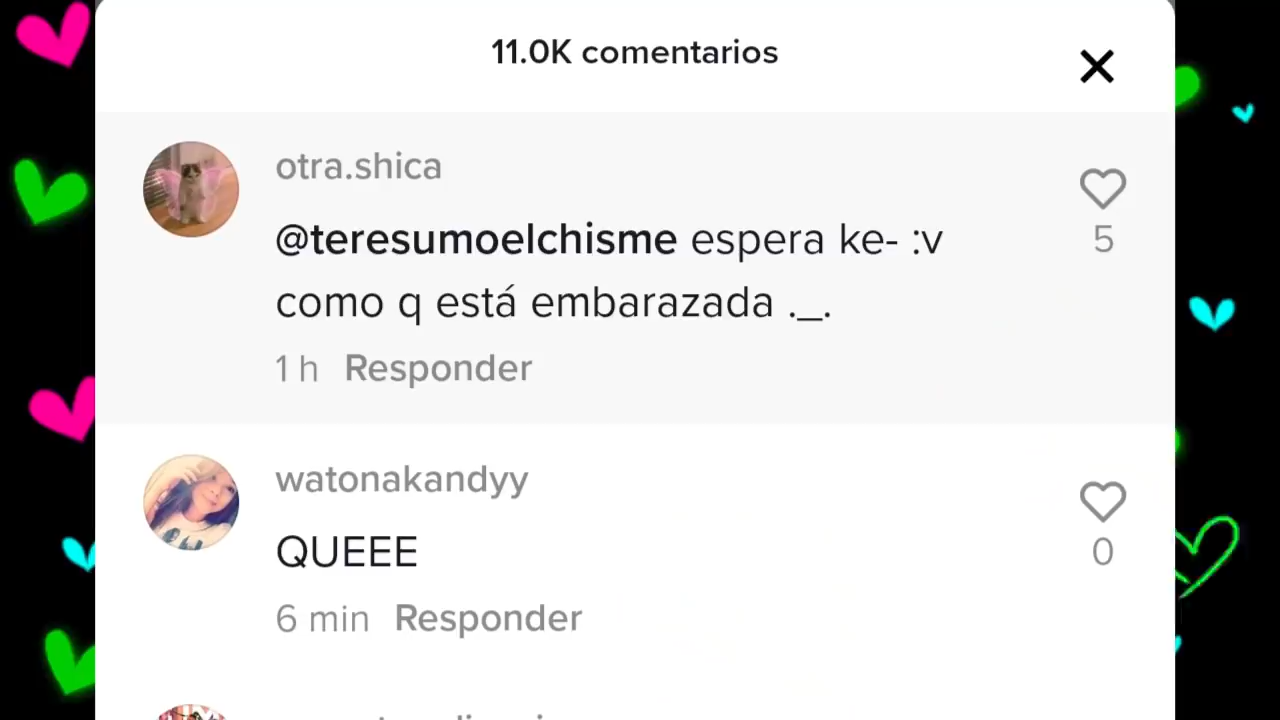 11.0K comentarios
otra.shica
@teresumoelchisme espera ke- :v
como q está embarazada ._.
5
1 h Responder
watonakandyy
QUEEE
0
6 min Responder